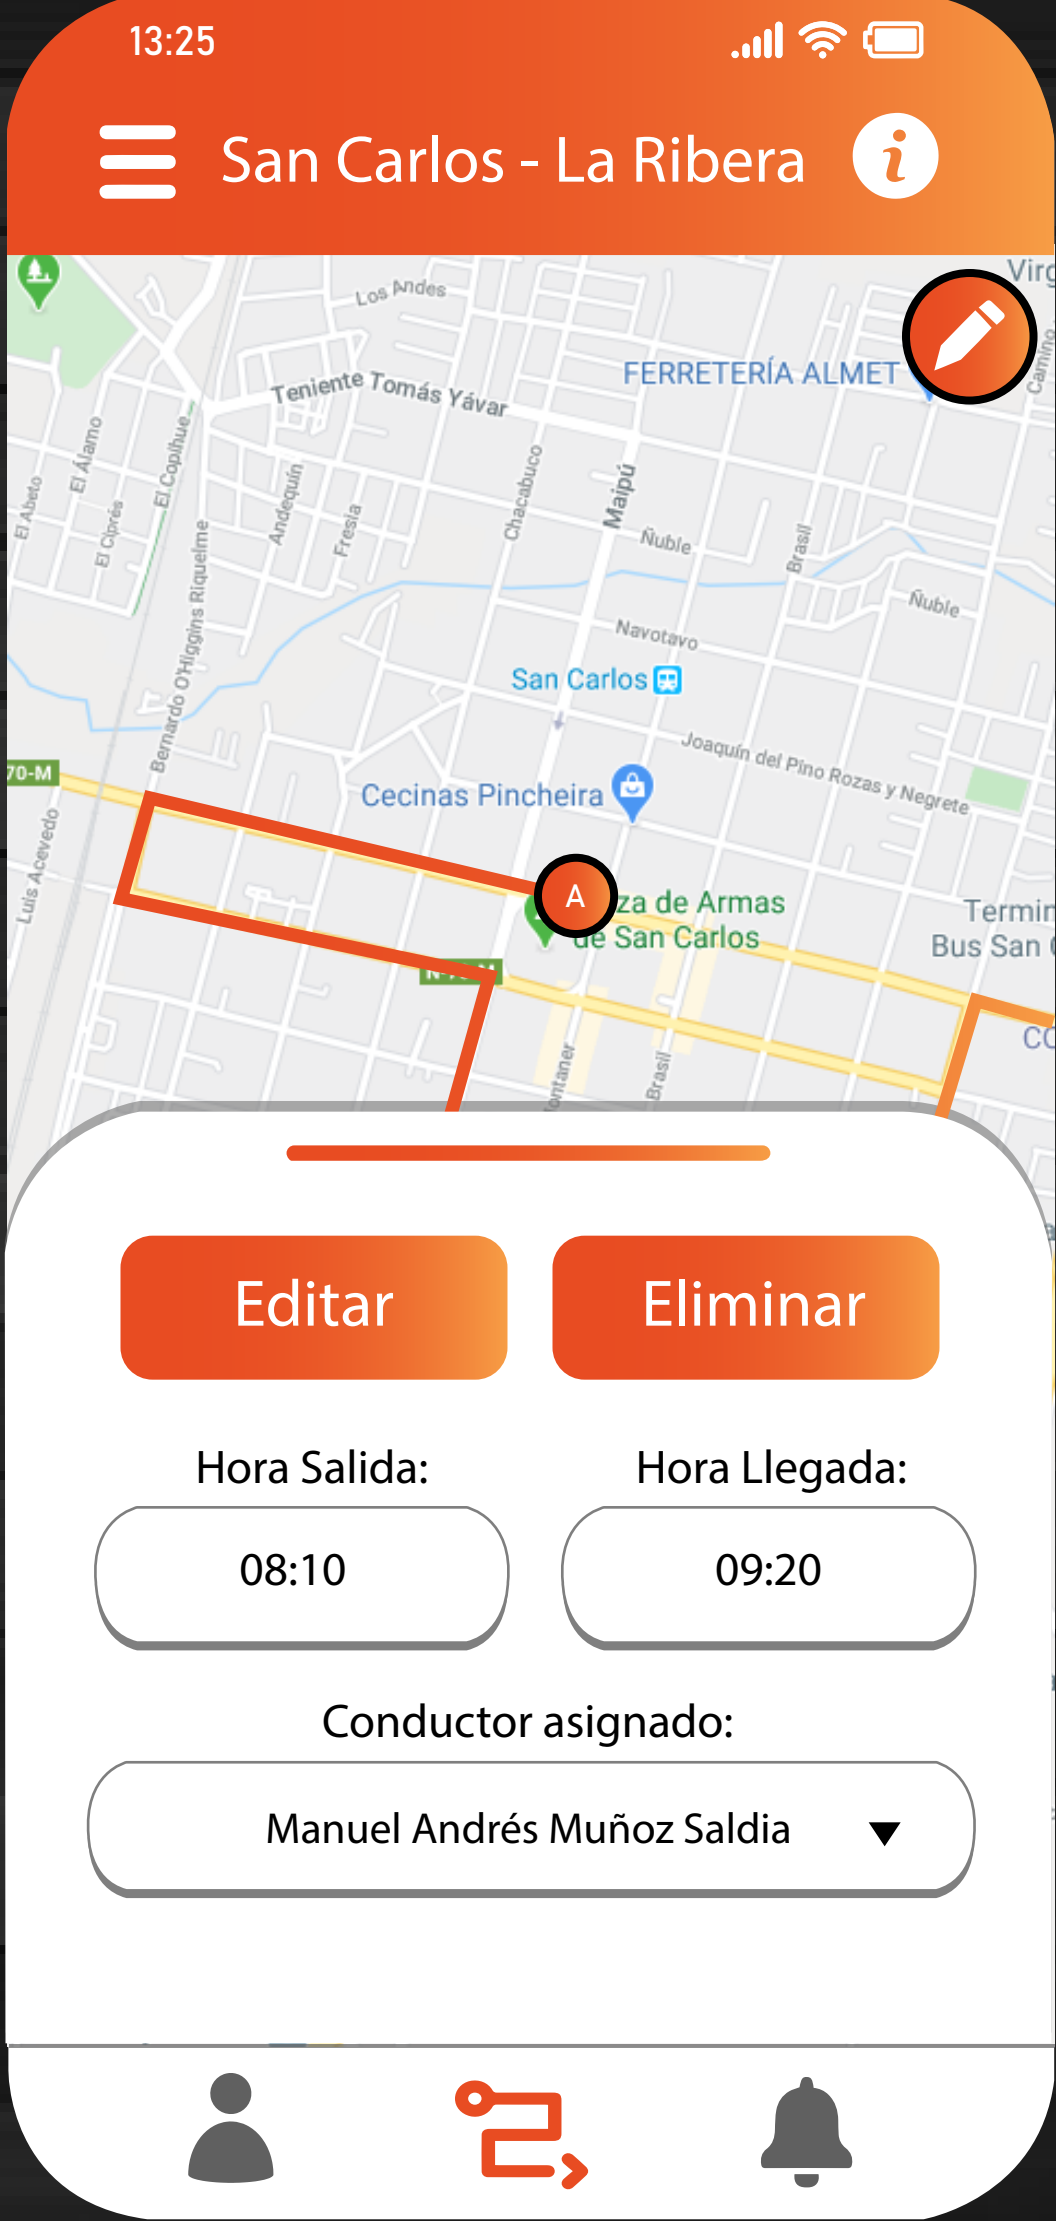 13:25
San Carlos - La Ribera
i
Los Andes
FERRETERÍA ALMET
Teniente Tomás Yávar
El Álamo
El Copihue
El Abeto
El Ciprés
Andequín
Fresia
Chacabuco
Maipú
Ñuble
Brasil
Ñuble
Bernardo O'Higgins Riquelme
Navotavo
San Carlos
Joaquín del Pino Rozas y Negrete
70-M
Cecinas Pincheira
Luis Acevedo
A
za de Armas
de San Carlos
Termin
Bus San
Brasil
Editar
Eliminar
Hora Salida:
Hora Llegada:
08:10
09:20
Conductor asignado:
Manuel Andrés Muñoz Saldia